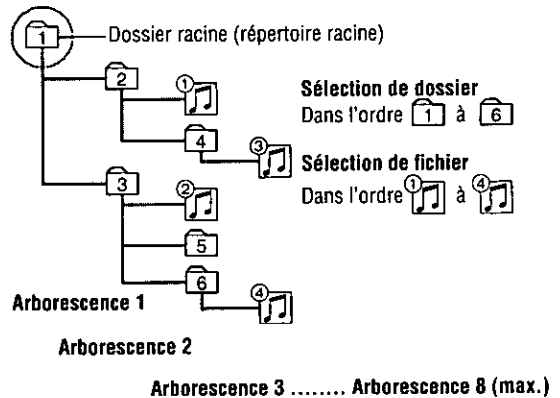 1 Dossier racine (répertoire racine)
2 ①
4 ③
3 ②
5
6 ④
Sélection de dossier
Dans l'ordre 1 à 6
Sélection de fichier
Dans l'ordre ① à ④
Arborescence 1
Arborescence 2
Arborescence 3 ........ Arborescence 8 (max.)